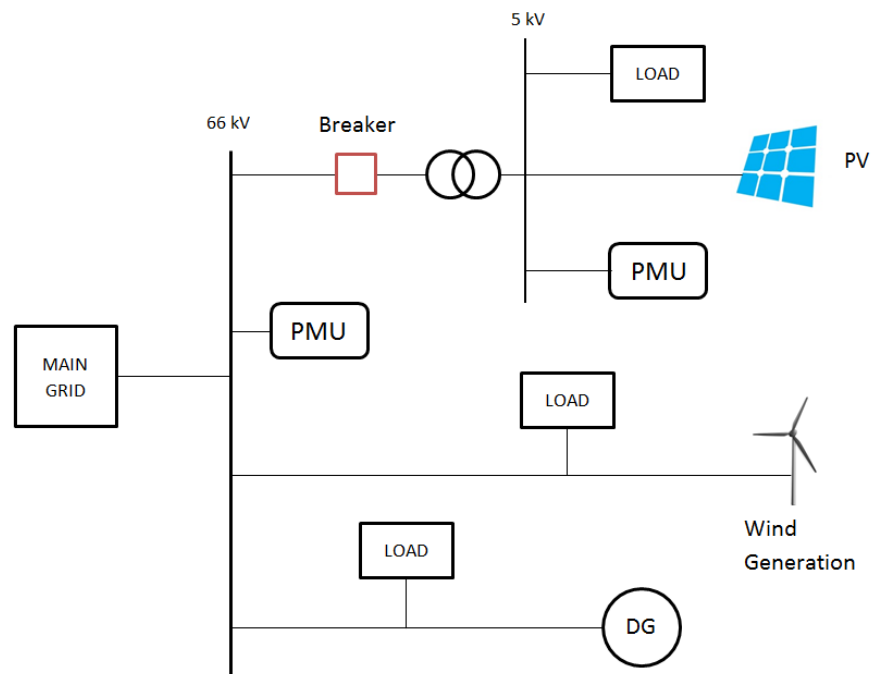 5 kV
LOAD
66 kV
Breaker
PV
PMU
PMU
MAIN
GRID
LOAD
Wind
Generation
LOAD
DG